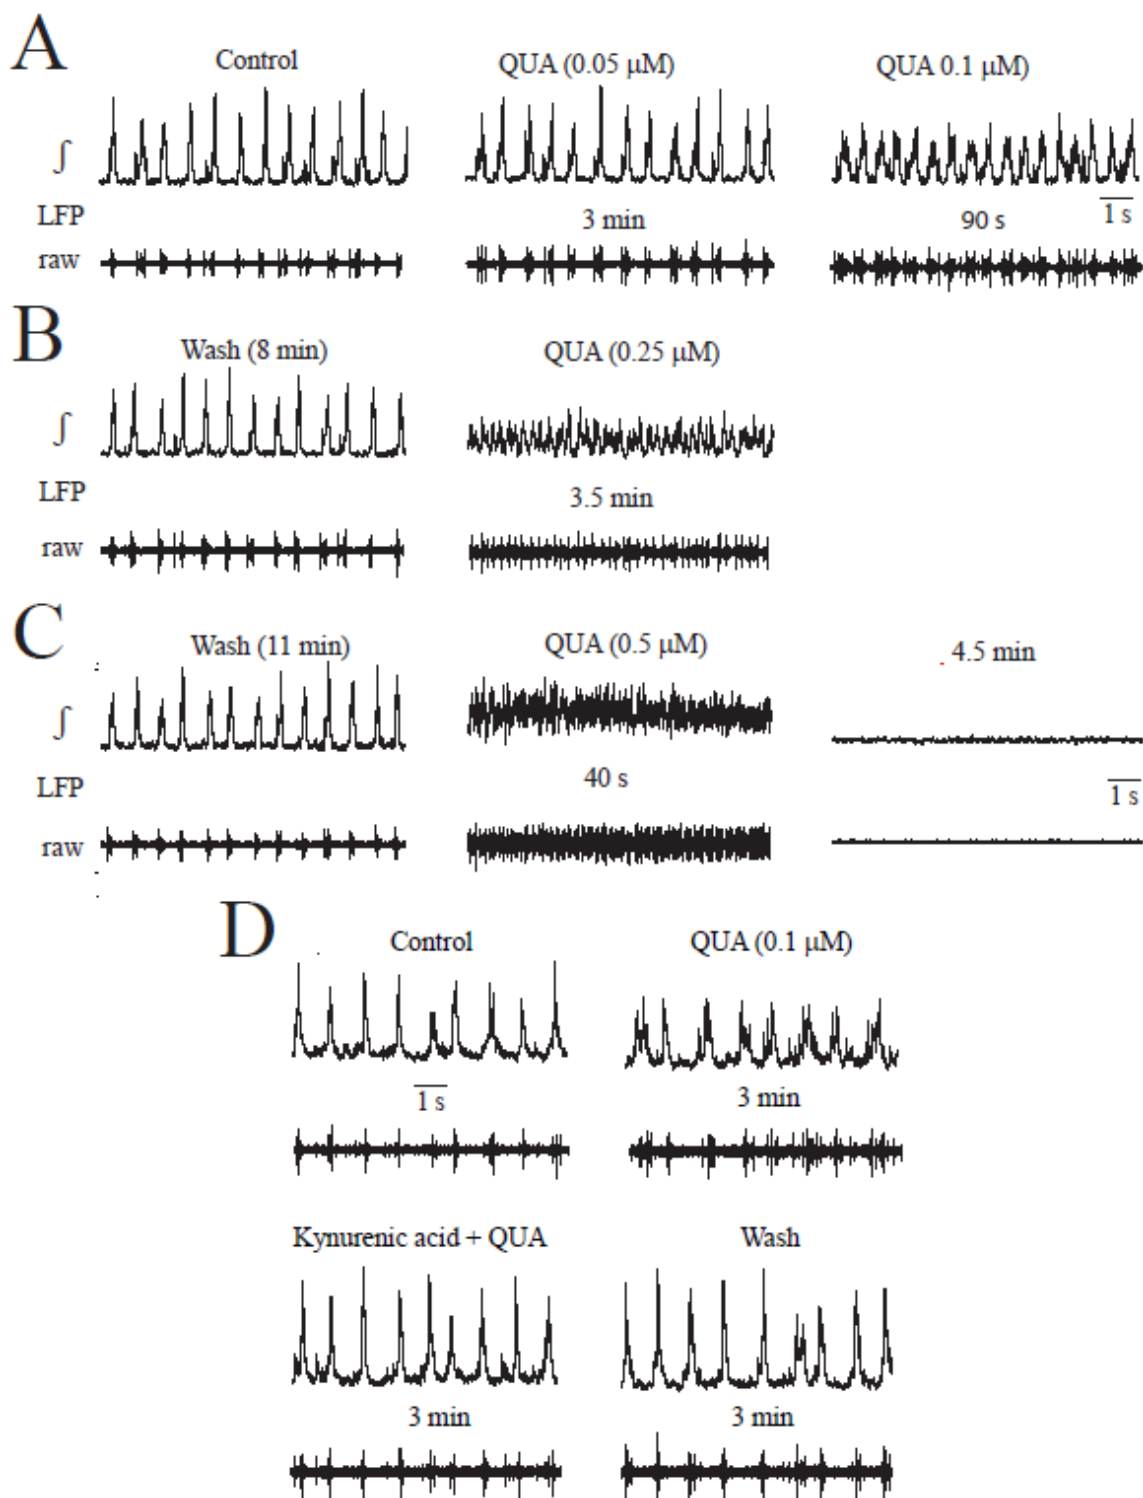 A
Control
QUA (0.05 μM)
QUA 0.1 μM)
∫
LFP
3 min
90 s
1 s
raw
B
Wash (8 min)
QUA (0.25 μM)
∫
LFP
3.5 min
raw
C
Wash (11 min)
QUA (0.5 μM)
4.5 min
∫
LFP
40 s
1 s
raw
D
Control
QUA (0.1 μM)
1 s
3 min
Kynurenic acid + QUA
Wash
3 min
3 min